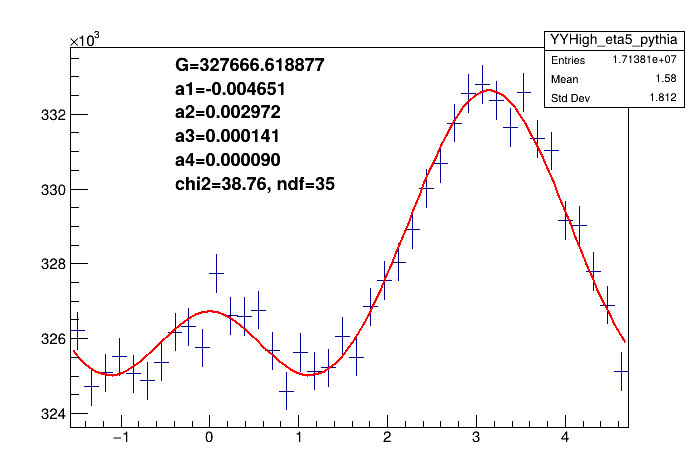 ×10³
YYHigh_eta5_pythia
Entries 1.71381e+07
Mean 1.58
Std Dev 1.812
G=327666.618877
a1=-0.004651
a2=0.002972
a3=0.000141
a4=0.000090
chi2=38.76, ndf=35
332
330
328
326
324
−1 0 1 2 3 4